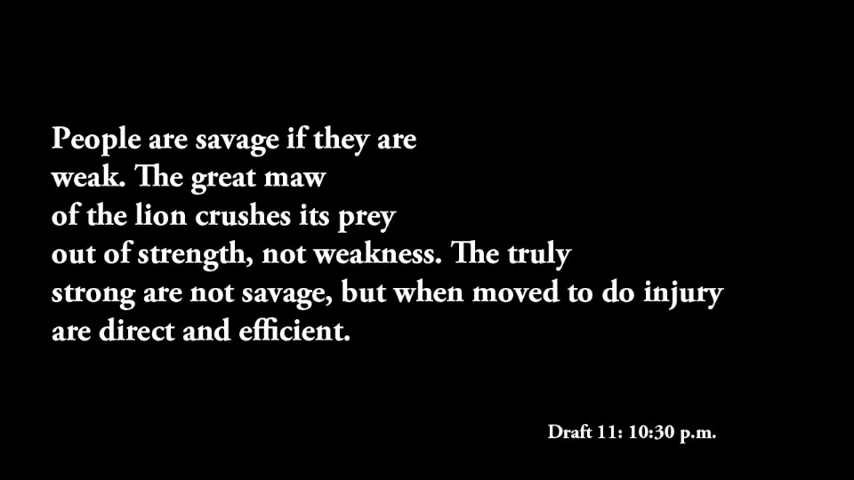 People are savage if they are
weak. The great maw
of the lion crushes its prey
out of strength, not weakness. The truly
strong are not savage, but when moved to do injury
are direct and efficient.
Draft 11: 10:30 p.m.